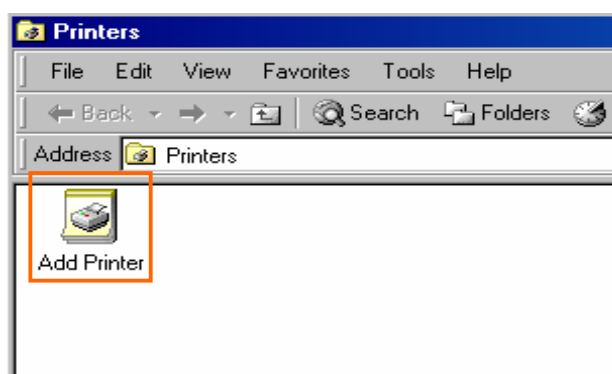 Printers
File Edit View Favorites Tools Help
Back Search Folders
Address Printers
Add Printer